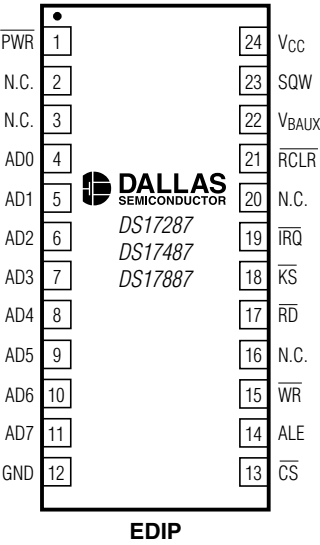 PWR 1 24 VCC
N.C. 2 23 SQW
N.C. 3 22 VBAUX
AD0 4 21 RCLR
AD1 5 DALLAS SEMICONDUCTOR 20 N.C.
AD2 6 DS17287 19 IRQ
DS17487
AD3 7 DS17887 18 KS
AD4 8 17 RD
AD5 9 16 N.C.
AD6 10 15 WR
AD7 11 14 ALE
GND 12 13 CS
EDIP